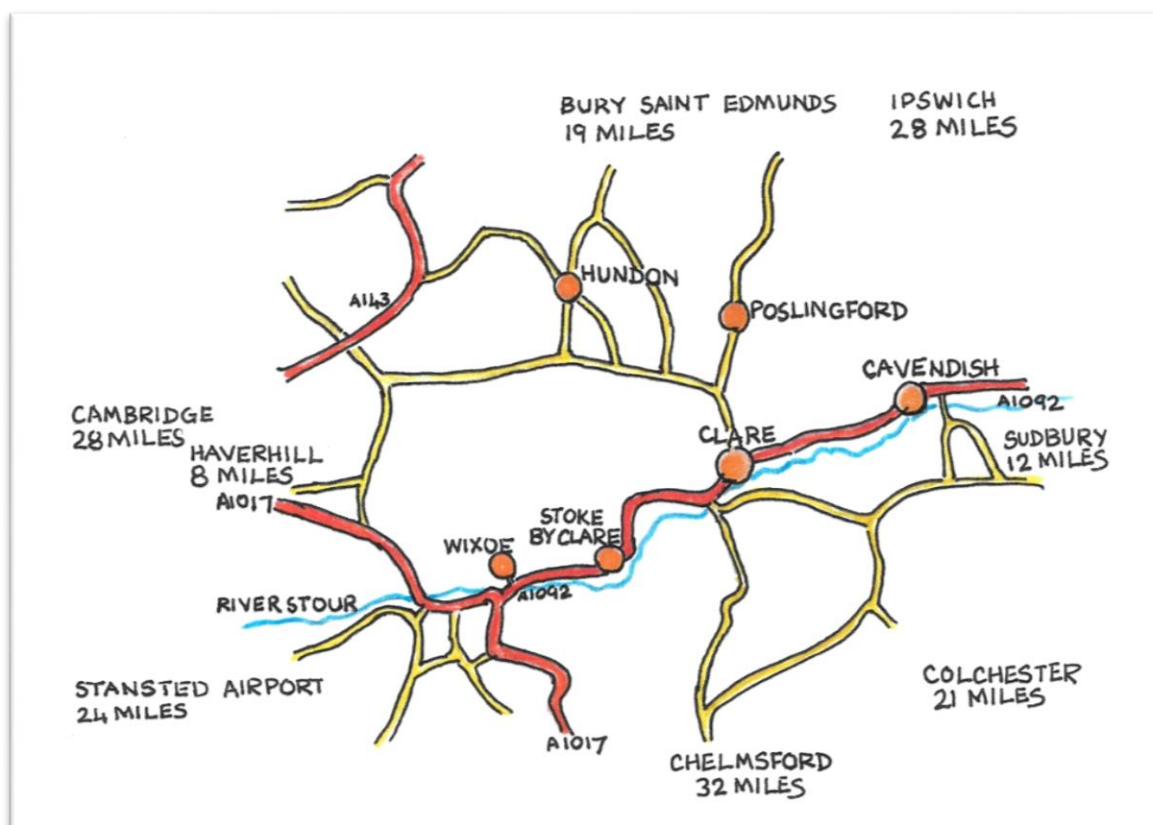 BURY SAINT EDMUNDS
19 MILES
IPSWICH
28 MILES
HUNDON
A143
POSLINGFORD
CAVENDISH
A1092
CAMBRIDGE
28 MILES
HAVERHILL
8 MILES
A1017
CLARE
SUDBURY
12 MILES
STOKE
BY CLARE
WIXOE
A1092
RIVER STOUR
STANSTED AIRPORT
24 MILES
COLCHESTER
21 MILES
A1017
CHELMSFORD
32 MILES